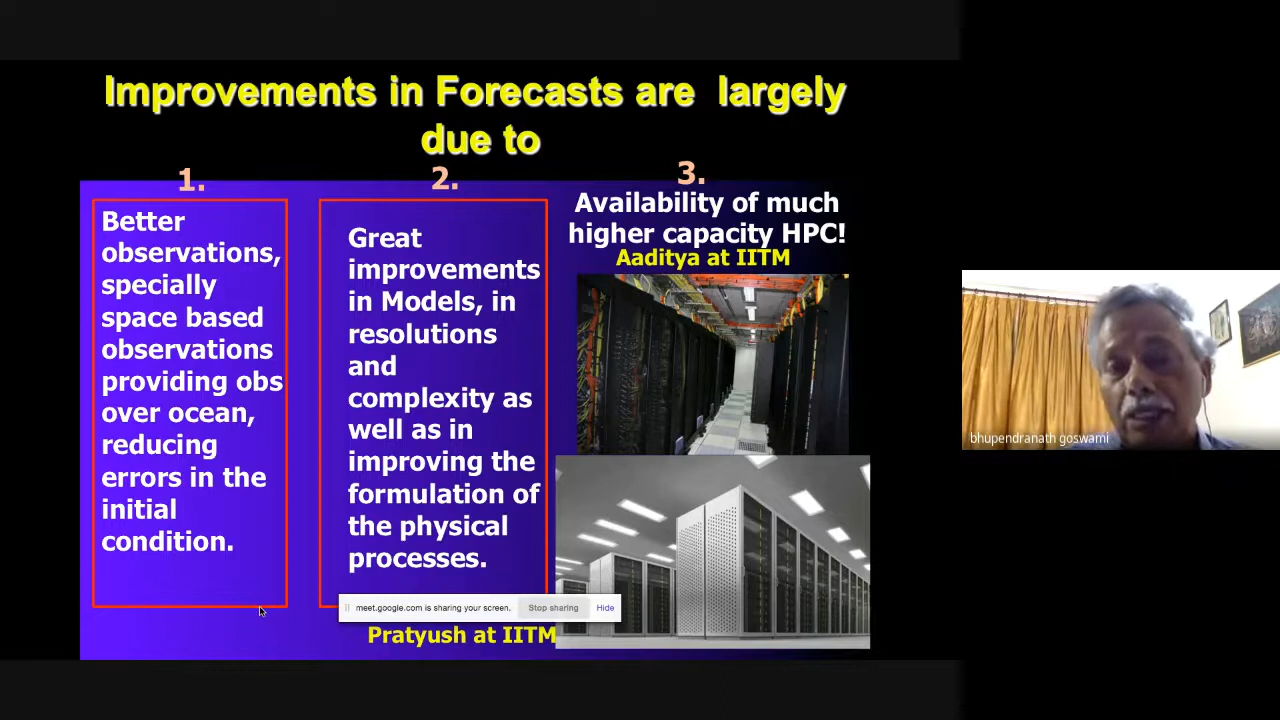 Improvements in Forecasts are largely
due to
1.
Better
observations,
specially
space based
observations
providing obs
over ocean,
reducing
errors in the
initial
condition.
2.
Great
improvements
in Models, in
resolutions
and
complexity as
well as in
improving the
formulation of
the physical
processes.
3.
Availability of much
higher capacity HPC!
Aaditya at IITM
meet.google.com is sharing your screen.
Stop sharing
Hide
Pratyush at IITM
bhupendranath goswami